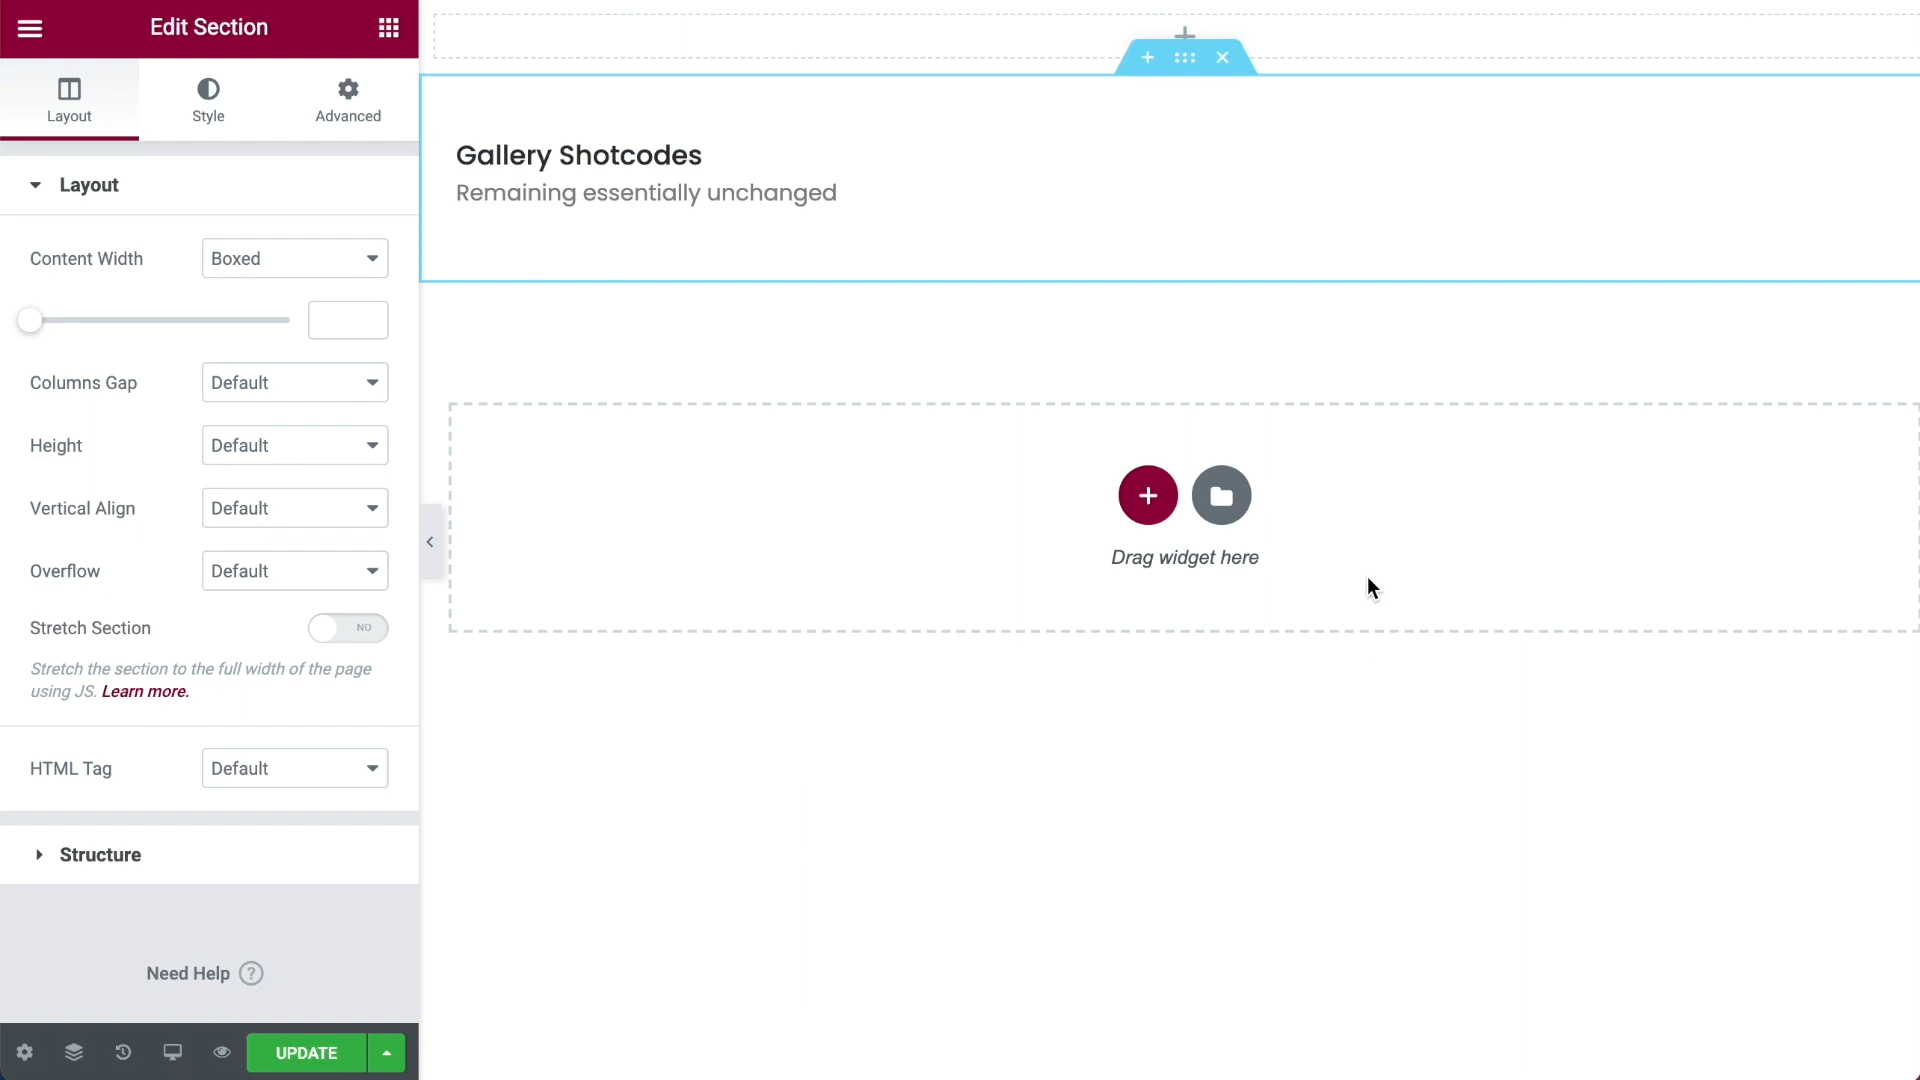 Edit Section
Layout
Style
Advanced
Layout
Content Width
Boxed
Columns Gap
Default
Height
Default
Vertical Align
Default
Overflow
Default
Stretch Section
NO
Stretch the section to the full width of the page
using JS. Learn more.
HTML Tag
Default
Structure
Need Help ?
UPDATE
Gallery Shotcodes
Remaining essentially unchanged
Drag widget here